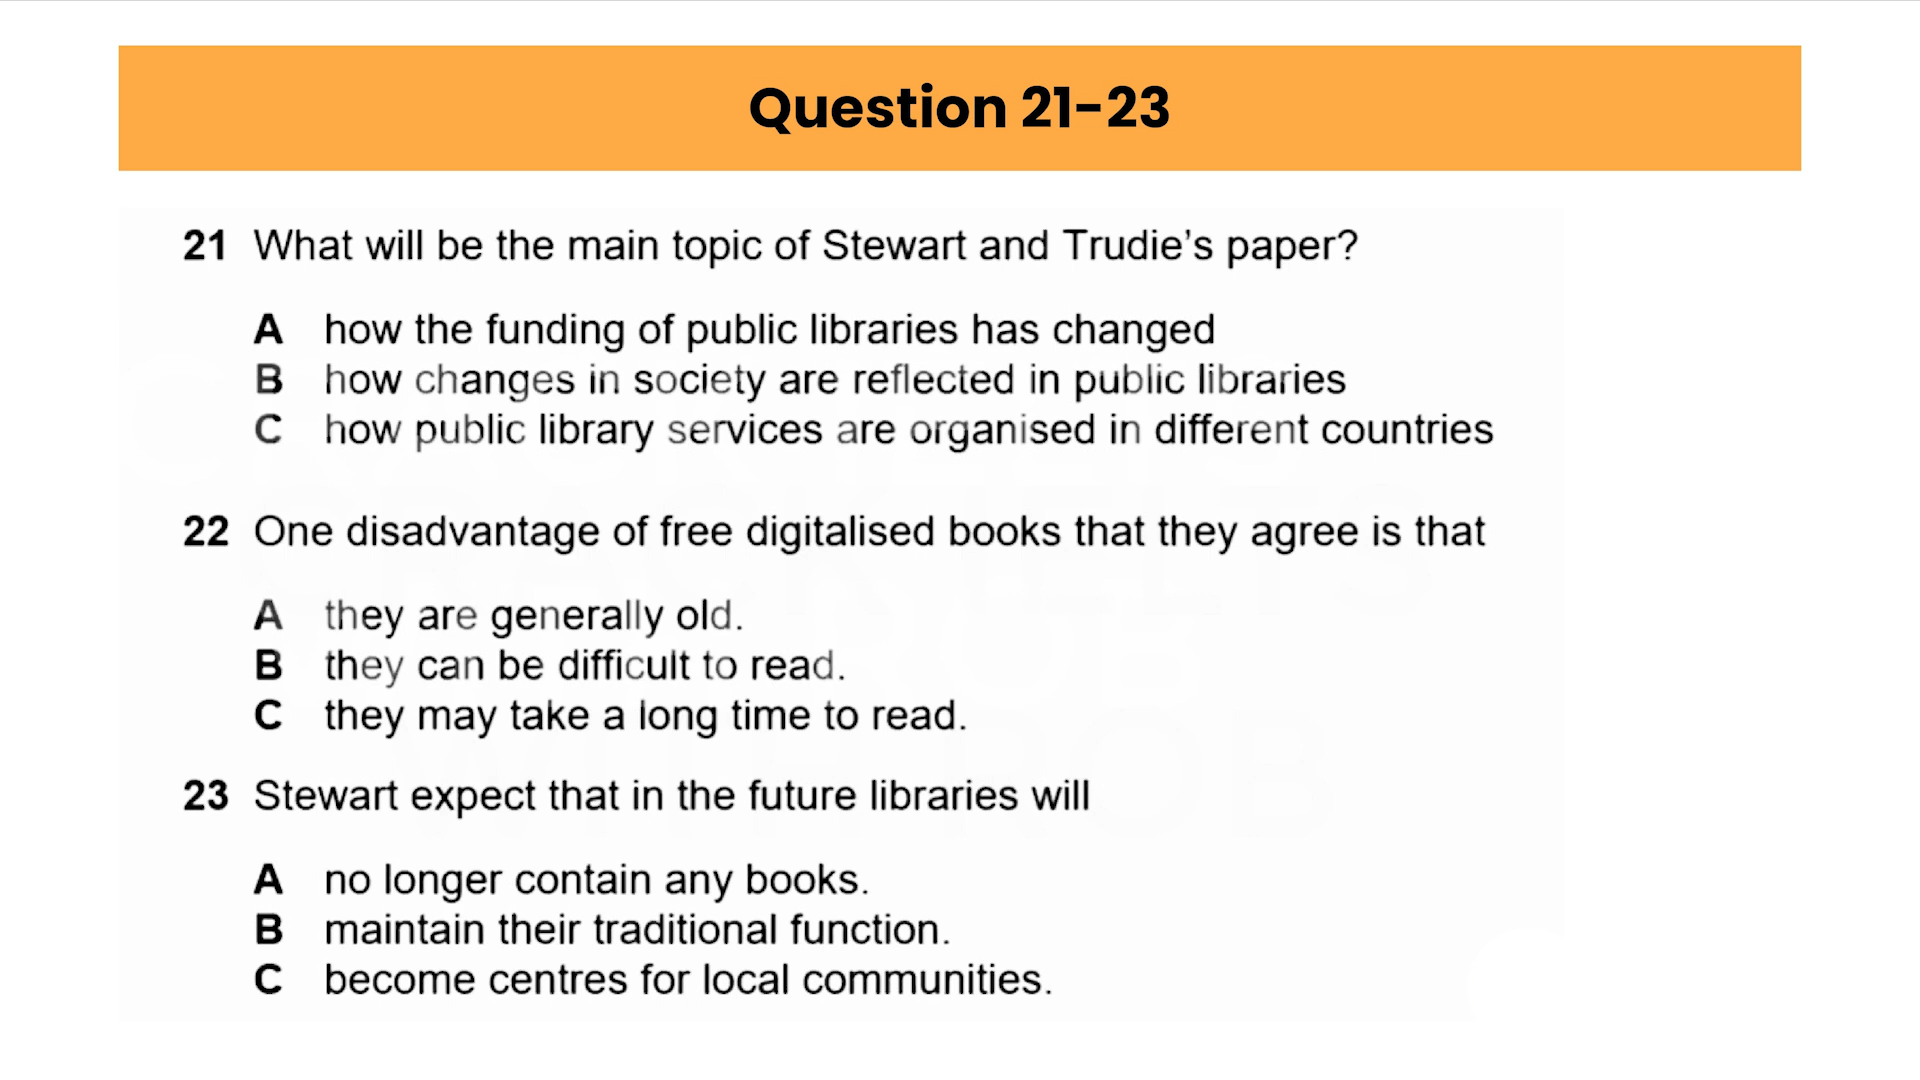 Question 21-23
21 What will be the main topic of Stewart and Trudie's paper?
A how the funding of public libraries has changed
B how changes in society are reflected in public libraries
C how public library services are organised in different countries
22 One disadvantage of free digitalised books that they agree is that
A they are generally old.
B they can be difficult to read.
C they may take a long time to read.
23 Stewart expect that in the future libraries will
A no longer contain any books.
B maintain their traditional function.
C become centres for local communities.